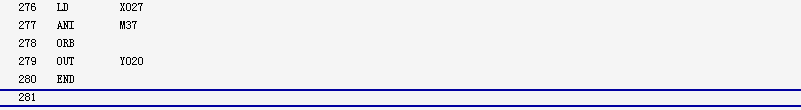 276 LD X027
277 ANI M37
278 ORB
279 OUT Y020
280 END
281